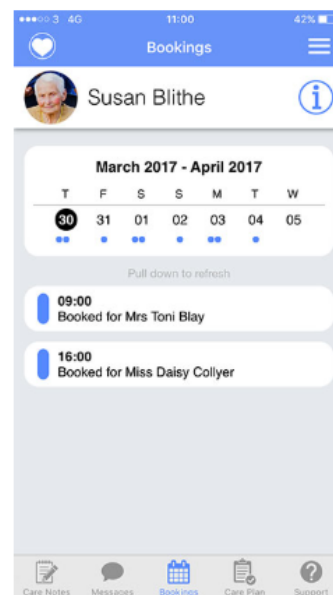 3 4G 11:00 42%
Bookings
Susan Blithe
i
March 2017 - April 2017
T F S S M T W
30 31 01 02 03 04 05
Pull down to refresh
09:00
Booked for Mrs Toni Blay
16:00
Booked for Miss Daisy Collyer
Care Notes Messages Bookings Care Plan Support